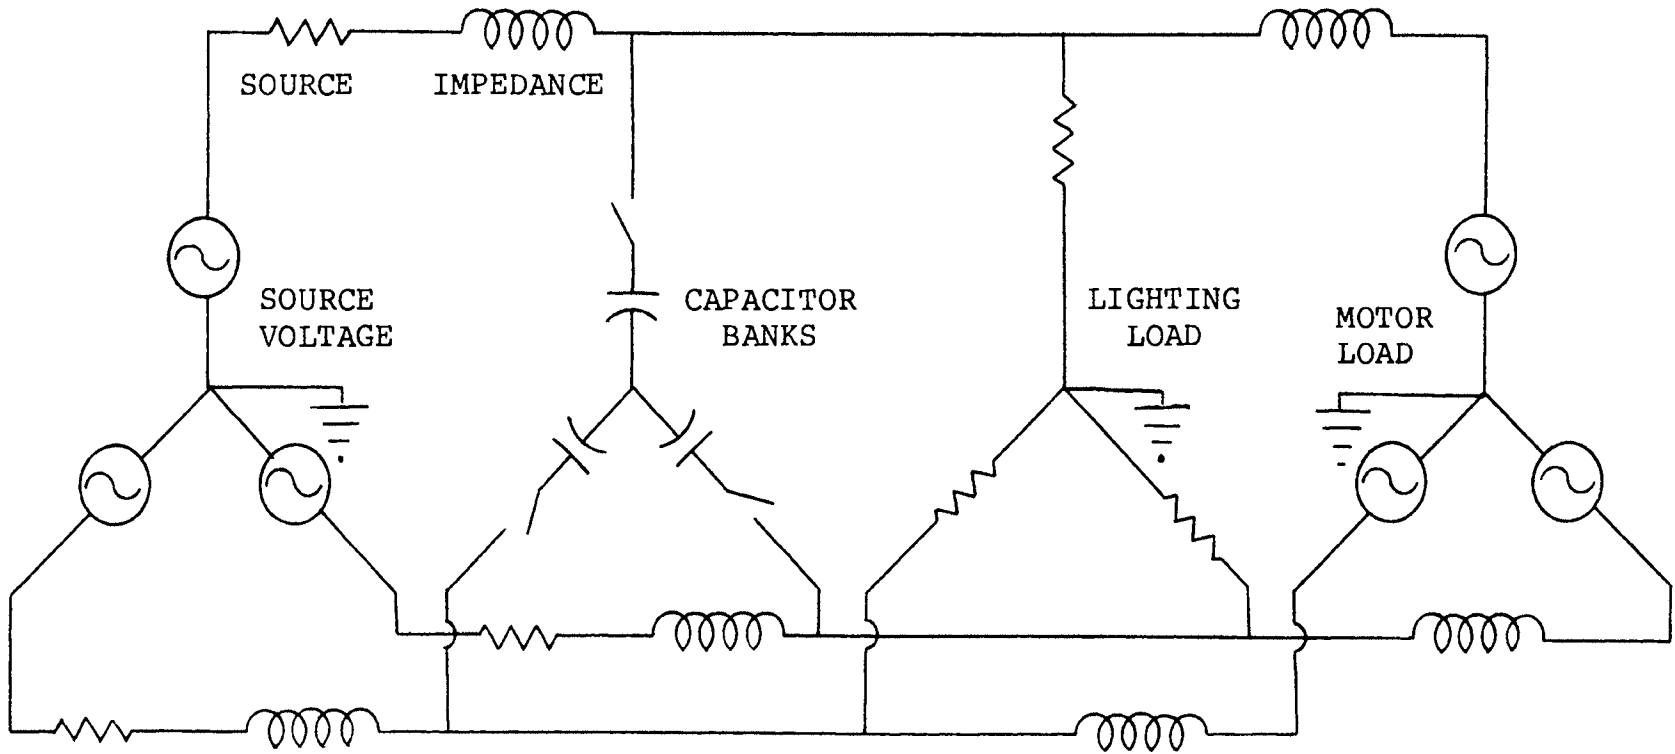 SOURCE IMPEDANCE
SOURCE
VOLTAGE
CAPACITOR
BANKS
LIGHTING
LOAD
MOTOR
LOAD